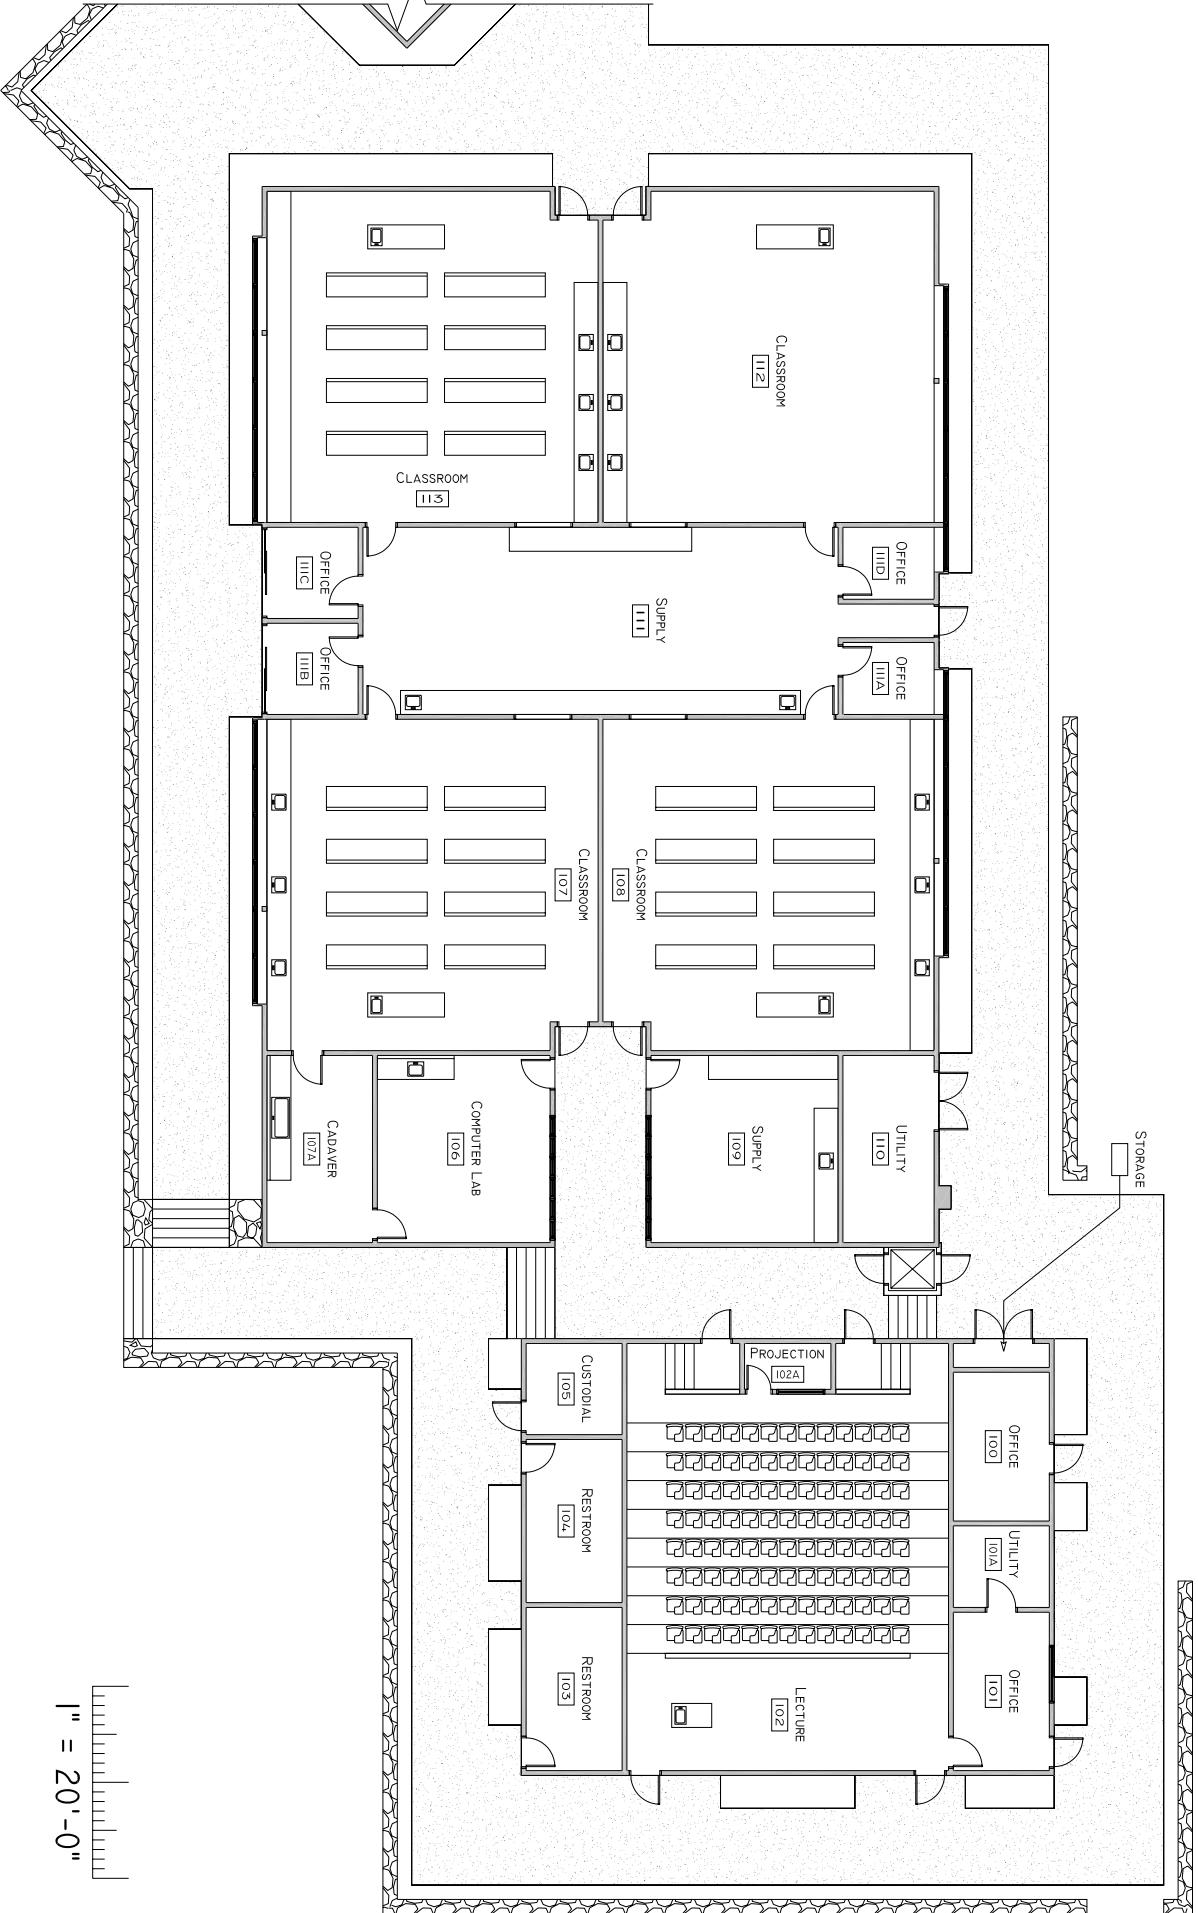 CLASSROOM
112
CLASSROOM
113
OFFICE
111C
OFFICE
111D
SUPPLY
111
OFFICE
111B
OFFICE
111A
CLASSROOM
107
CLASSROOM
108
CADAVER
107A
COMPUTER LAB
106
SUPPLY
109
UTILITY
110
STORAGE
PROJECTION
102A
CUSTODIAL
105
OFFICE
100
RESTROOM
104
UTILITY
101A
RESTROOM
103
LECTURE
102
OFFICE
101
1" = 20'-0"